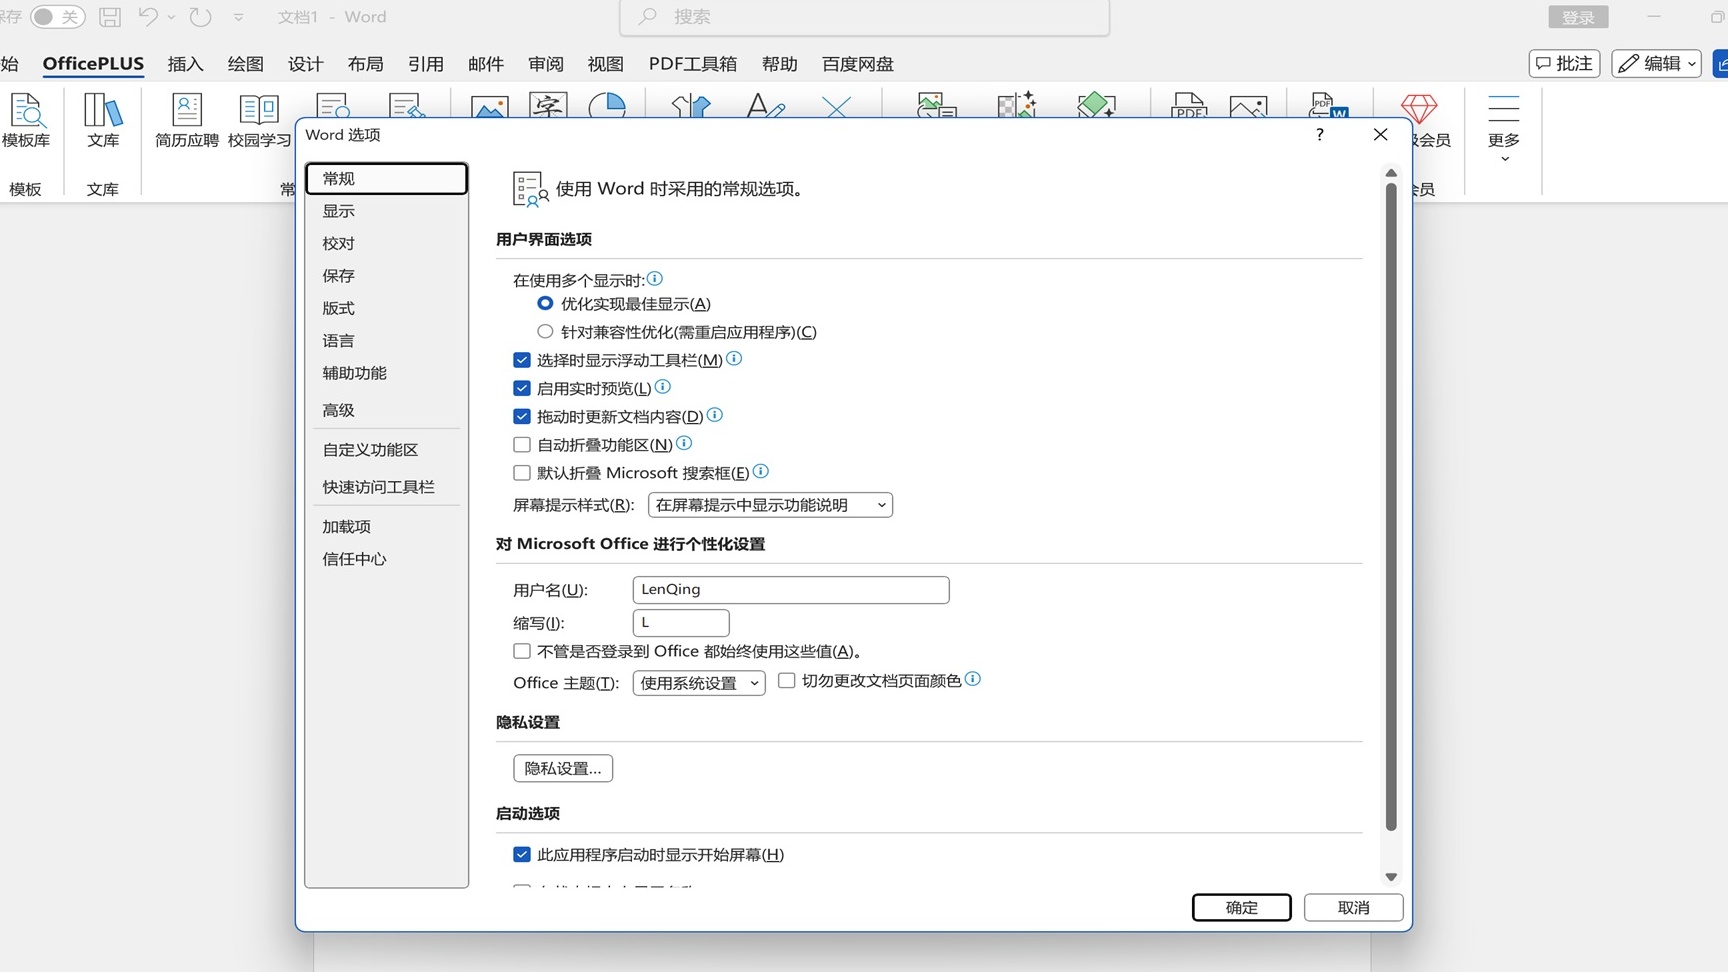 保存 关 文档1 - Word 搜索 登录
始 OfficePLUS 插入 绘图 设计 布局 引用 邮件 审阅 视图 PDF工具箱 帮助 百度网盘 批注 编辑
模板库 文库 简历应聘 校园学习 会员 更多
模板 文库 常 会员
Word 选项 ?
常规
显示
校对
保存
版式
语言
辅助功能
高级
自定义功能区
快速访问工具栏
加载项
信任中心
使用 Word 时采用的常规选项。
用户界面选项
在使用多个显示时:
优化实现最佳显示(A)
针对兼容性优化(需重启应用程序)(C)
选择时显示浮动工具栏(M)
启用实时预览(L)
拖动时更新文档内容(D)
自动折叠功能区(N)
默认折叠 Microsoft 搜索框(E)
屏幕提示样式(R): 在屏幕提示中显示功能说明
对 Microsoft Office 进行个性化设置
用户名(U): LenQing
缩写(I): L
不管是否登录到 Office 都始终使用这些值(A)。
Office 主题(T): 使用系统设置 切勿更改文档页面颜色
隐私设置
隐私设置...
启动选项
此应用程序启动时显示开始屏幕(H)
确定 取消